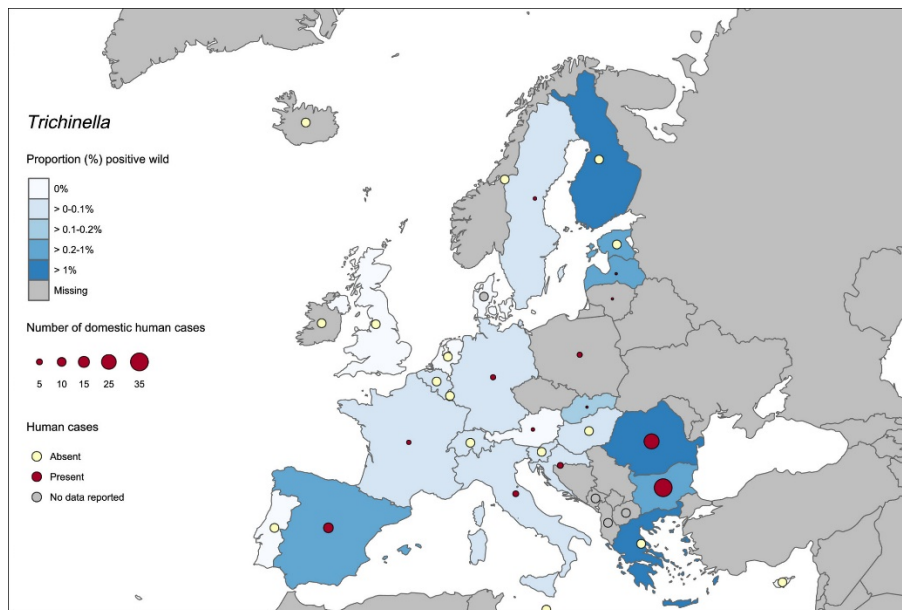 Trichinella
Proportion (%) positive wild
0%
> 0-0.1%
> 0.1-0.2%
> 0.2-1%
> 1%
Missing
Number of domestic human cases
5 10 15 25 35
Human cases
Absent
Present
No data reported